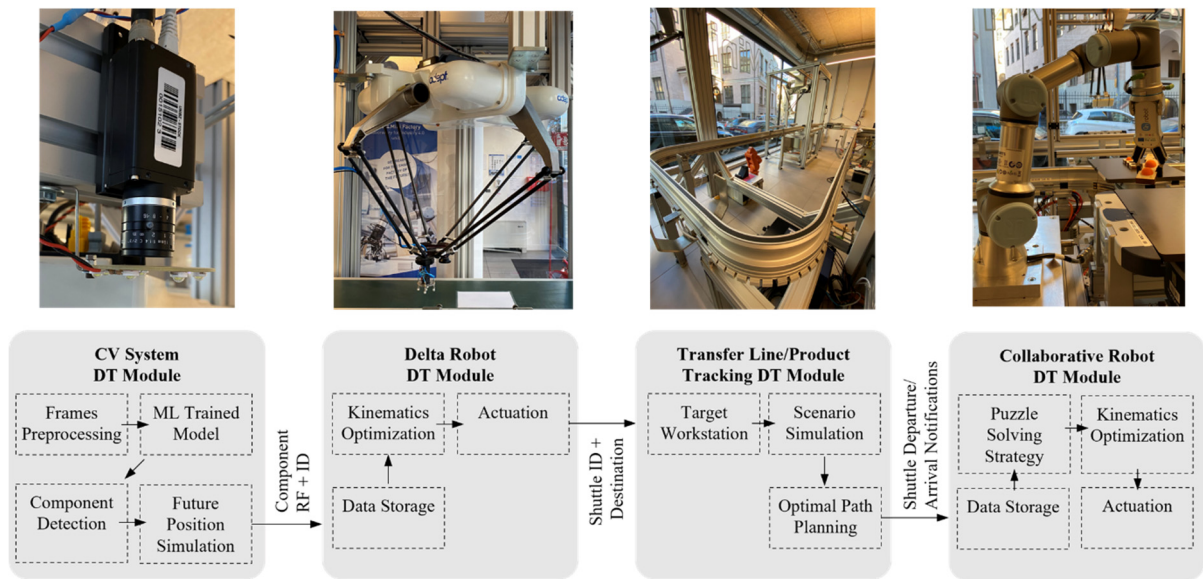 adept
CV System
DT Module
Frames
Preprocessing
ML Trained
Model
Component
Detection
Future
Position
Simulation
Component
RF + ID
Delta Robot
DT Module
Kinematics
Optimization
Actuation
Data Storage
Shuttle ID +
Destination
Transfer Line/Product
Tracking DT Module
Target
Workstation
Scenario
Simulation
Optimal Path
Planning
Shuttle Departure/
Arrival Notifications
Collaborative Robot
DT Module
Puzzle
Solving
Strategy
Kinematics
Optimization
Data Storage
Actuation